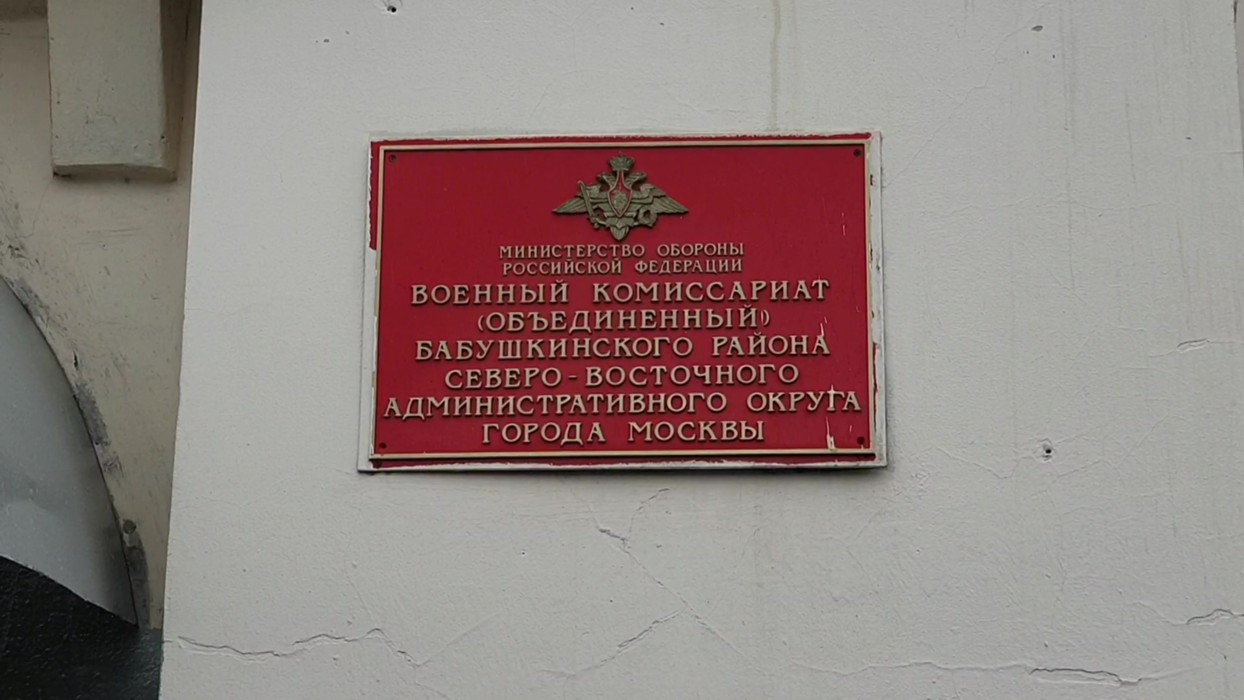 МИНИСТЕРСТВО ОБОРОНЫ
РОССИЙСКОЙ ФЕДЕРАЦИИ
ВОЕННЫЙ КОМИССАРИАТ
(ОБЪЕДИНЕННЫЙ)
БАБУШКИНСКОГО РАЙОНА
СЕВЕРО-ВОСТОЧНОГО
АДМИНИСТРАТИВНОГО ОКРУГА
ГОРОДА МОСКВЫ